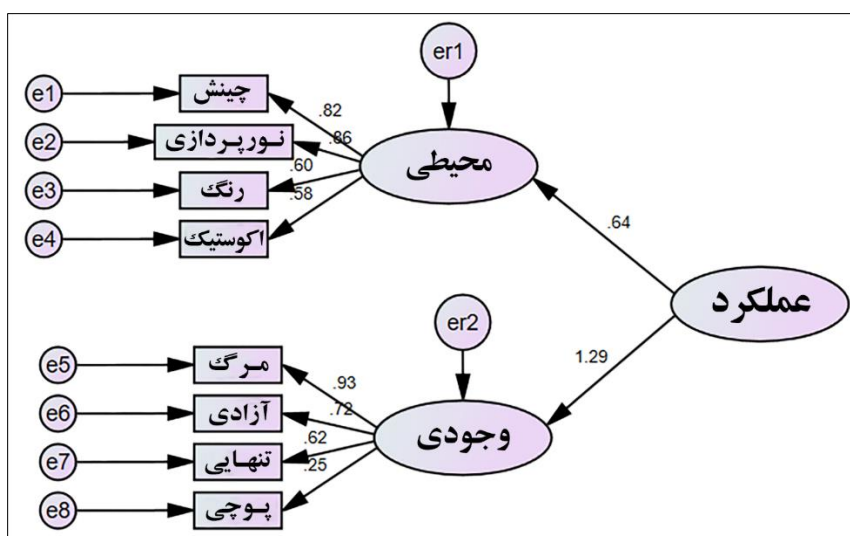 er1
e1
چینش
.82
e2
نورپردازی
.86
محیطی
e3
رنگ
.60
e4
اکوستیک
.58
.64
عملکرد
er2
1.29
e5
مرگ
.93
e6
آزادی
.72
وجودی
e7
تنهایی
.62
e8
پوچی
.25